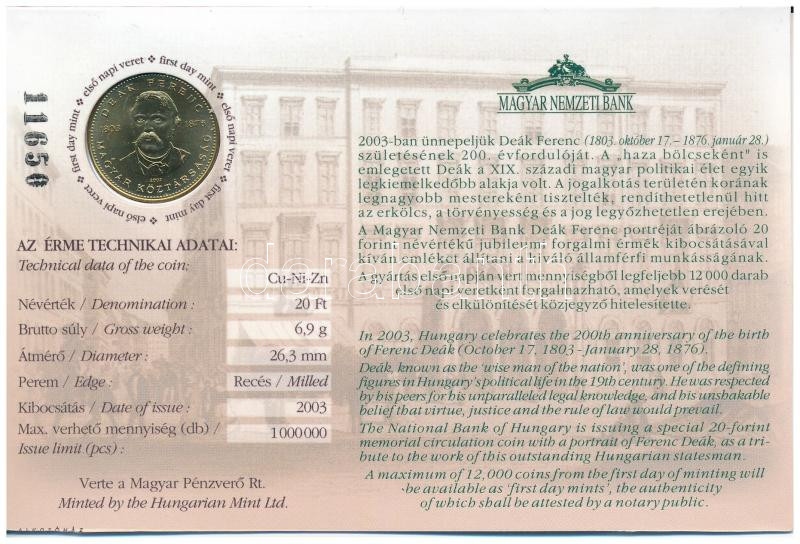 11650
első napi veret ❖ first day mint ❖ első napi veret ❖ first day mint ❖ első napi veret ❖ first day mint
DEÁK FERENC
1803 1876
2003
MAGYAR KÖZTÁRSASÁG
AZ ÉRME TECHNIKAI ADATAI:
Technical data of the coin:
Cu-Ni-Zn
Névérték / Denomination : 20 Ft
Brutto súly / Gross weight : 6,9 g
Átmérő / Diameter : 26,3 mm
Perem / Edge : Recés / Milled
Kibocsátás / Date of issue : 2003
Max. verhető mennyiség (db) /
Issue limit (pcs) : 1000000
Verte a Magyar Pénzverő Rt.
Minted by the Hungarian Mint Ltd.
MAGYAR NEMZETI BANK
2003-ban ünnepeljük Deák Ferenc (1803. október 17.– 1876. január 28.)
születésének 200. évfordulóját. A „haza bölcseként" is
emlegetett Deák a XIX. századi magyar politikai élet egyik
legkiemelkedőbb alakja volt. A jogalkotás területén korának
legnagyobb mestereként tisztelték, rendíthetetlenül hitt
az erkölcs, a törvényesség és a jog legyőzhetetlen erejében.
A Magyar Nemzeti Bank Deák Ferenc portréját ábrázoló 20
forint névértékű jubileumi forgalmi érmék kibocsátásával
kíván emléket állítani a kiváló államférfi munkásságának.
A gyártás első napján vert mennyiségből legfeljebb 12 000 darab
első napi veretként forgalmazható, amelyek verését
és elkülönítését közjegyző hitelesítette.
In 2003, Hungary celebrates the 200th anniversary of the birth
of Ferenc Deák (October 17, 1803 – January 28, 1876).
Deák, known as the 'wise man of the nation', was one of the defining
figures in Hungary's political life in the 19th century. He was respected
by his peers for his unparalleled legal knowledge, and his unshakable
belief that virtue, justice and the rule of law would prevail.
The National Bank of Hungary is issuing a special 20-forint
memorial circulation coin with a portrait of Ferenc Deák, as a tri-
bute to the work of this outstanding Hungarian statesman.
A maximum of 12,000 coins from the first day of minting will
be available as 'first day mints', the authenticity
of which shall be attested by a notary public.